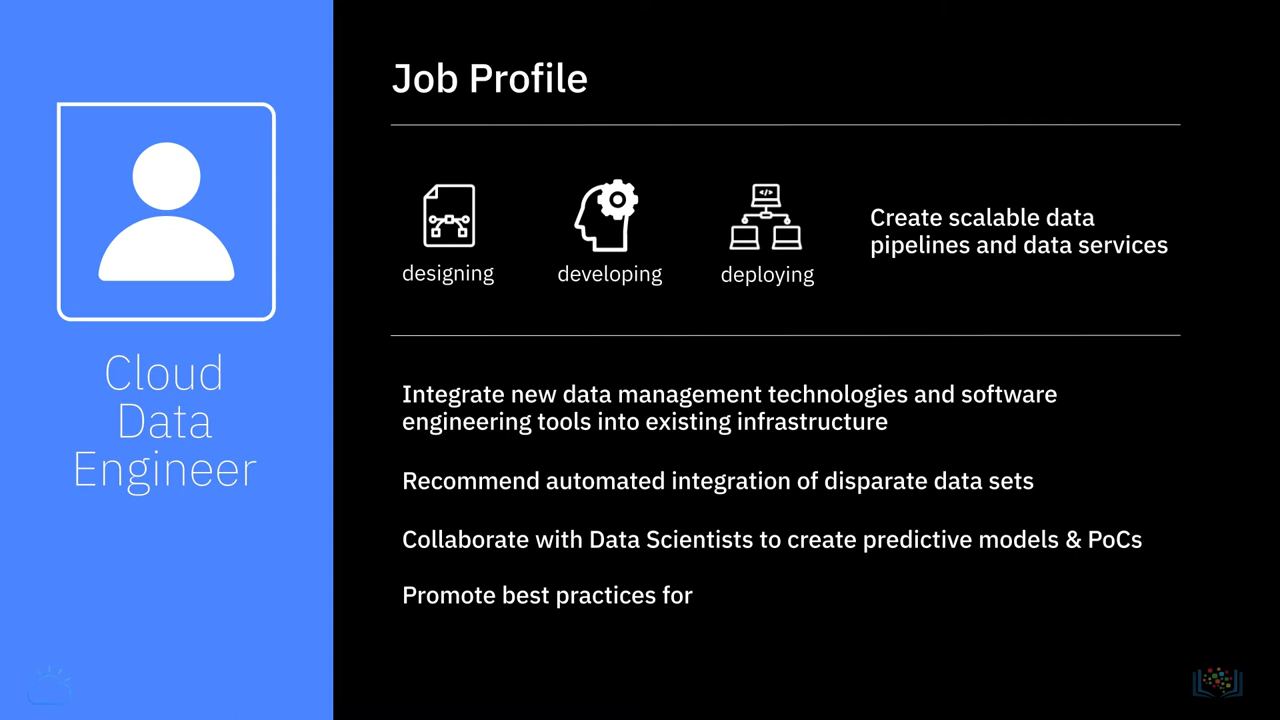 Job Profile
designing
developing
deploying
Create scalable data
pipelines and data services
Cloud
Data
Engineer
Integrate new data management technologies and software
engineering tools into existing infrastructure
Recommend automated integration of disparate data sets
Collaborate with Data Scientists to create predictive models & PoCs
Promote best practices for